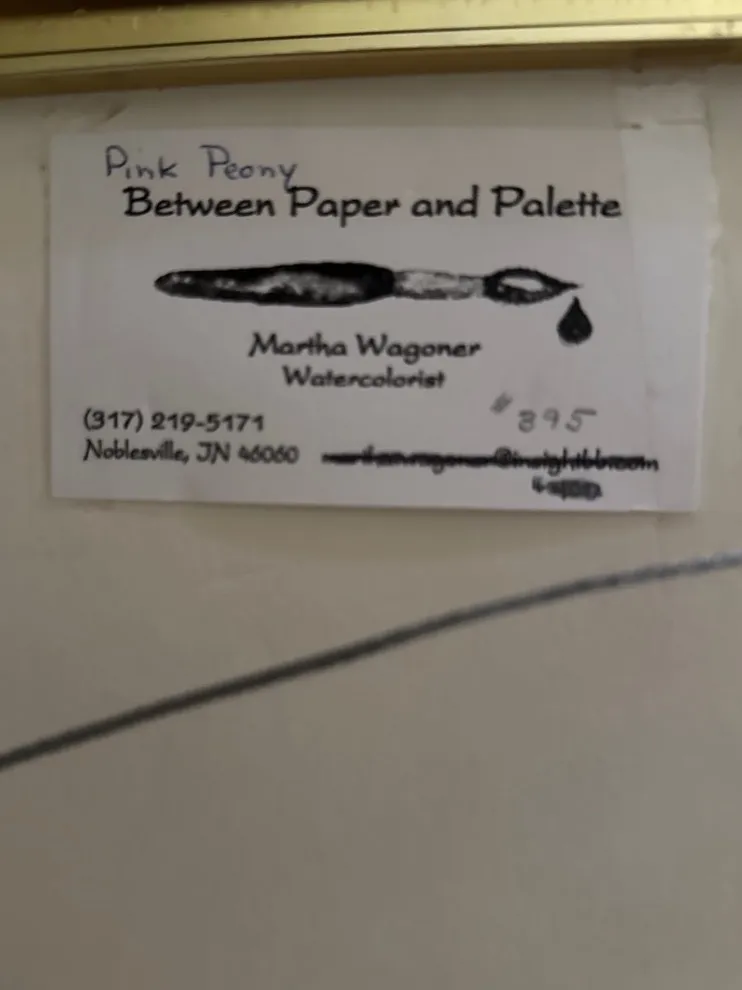 Pink Peony
Between Paper and Palette
Martha Wagoner
Watercolorist
(317) 219-5171
# 395
Noblesville, IN 46060